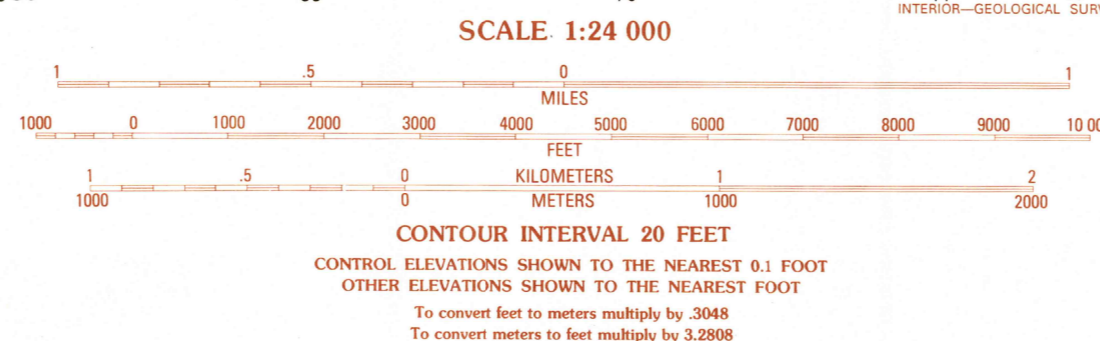 INTERIOR—GEOLOGICAL
SCALE 1:24 000
1 .5 0 1
MILES
1000 0 1000 2000 3000 4000 5000 6000 7000 8000 9000
FEET
1 .5 0 KILOMETERS 1 2
1000 0 METERS 1000 2000
CONTOUR INTERVAL 20 FEET
CONTROL ELEVATIONS SHOWN TO THE NEAREST 0.1 FOOT
OTHER ELEVATIONS SHOWN TO THE NEAREST FOOT
To convert feet to meters multiply by .3048
To convert meters to feet multiply by 3.2808